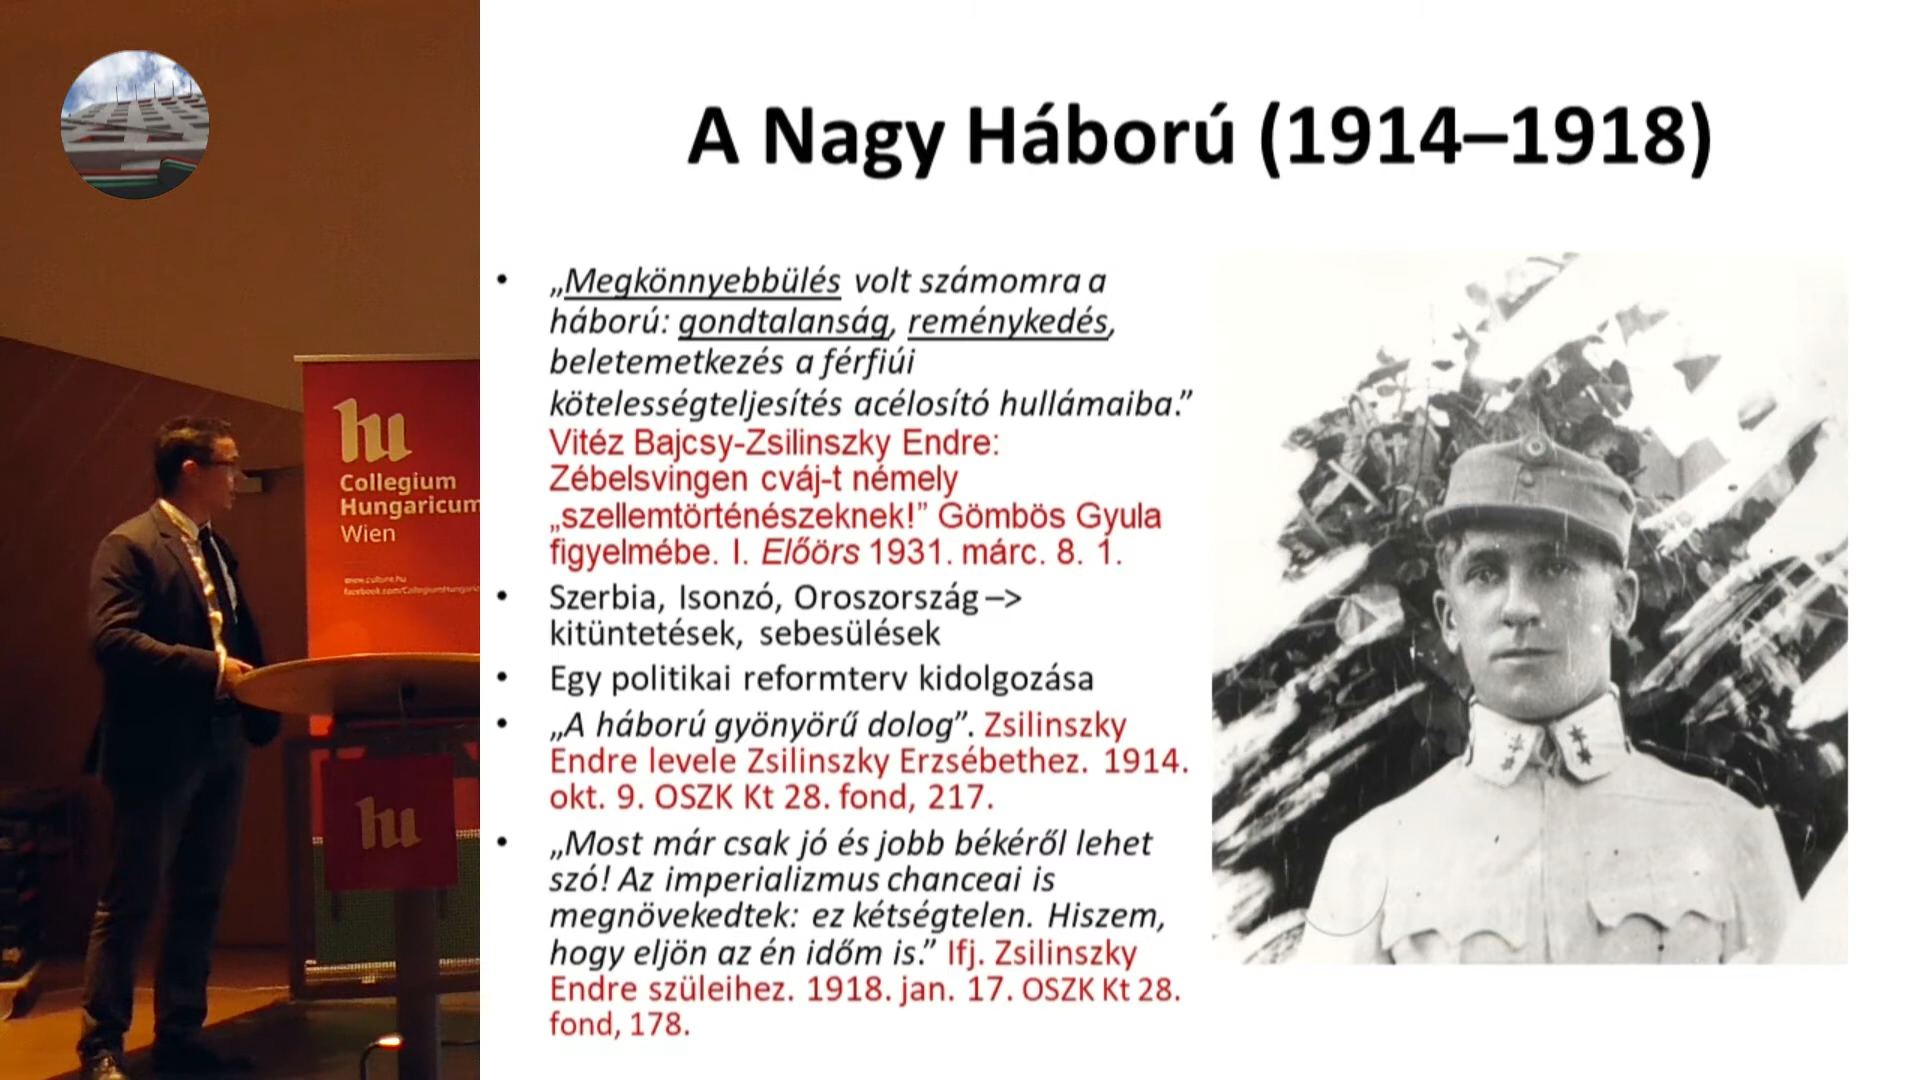 A Nagy Háború (1914–1918)
• „Megkönnyebbülés volt számomra a
háború: gondtalanság, reménykedés,
beletemetkezés a férfiúi
kötelességteljesítés acélosító hullámaiba.”
Vitéz Bajcsy-Zsilinszky Endre:
Zébelsvingen cváj-t némely
„szellemtörténészeknek!” Gömbös Gyula
figyelmébe. I. Előörs 1931. márc. 8. 1.
• Szerbia, Isonzó, Oroszország –>
kitüntetések, sebesülések
• Egy politikai reformterv kidolgozása
• „A háború gyönyörű dolog”. Zsilinszky
Endre levele Zsilinszky Erzsébethez. 1914.
okt. 9. OSZK Kt 28. fond, 217.
• „Most már csak jó és jobb békéről lehet
szó! Az imperializmus chanceai is
megnövekedtek: ez kétségtelen. Hiszem,
hogy eljön az én időm is.” Ifj. Zsilinszky
Endre szüleihez. 1918. jan. 17. OSZK Kt 28.
fond, 178.
hu
Collegium
Hungaricum
Wien
www.culture.hu
hu